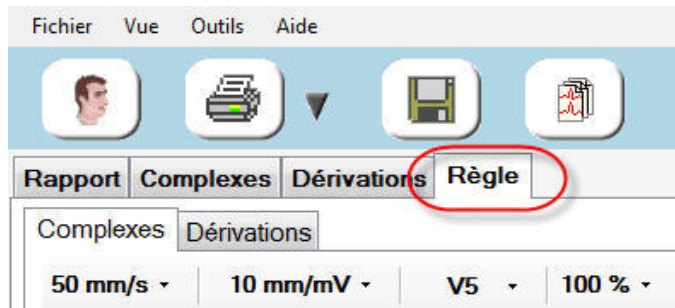 Fichier Vue Outils Aide
Rapport Complexes Dérivations Règle
Complexes Dérivations
50 mm/s 10 mm/mV V5 100 %